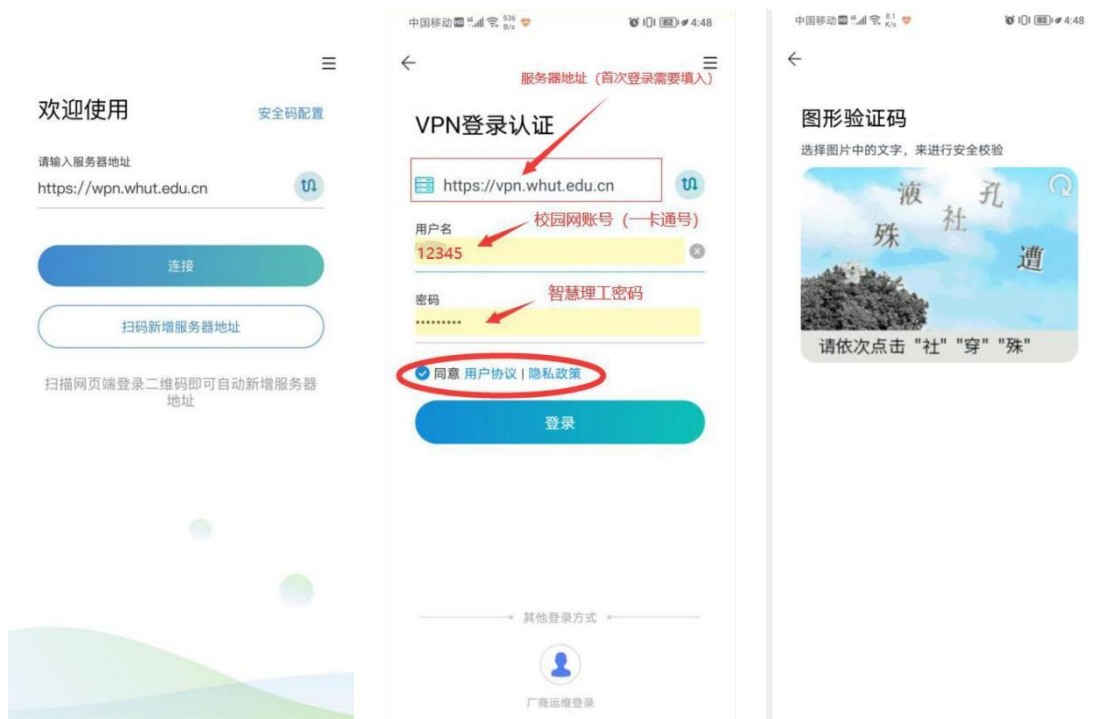 欢迎使用
安全码配置
请输入服务器地址
https://wpn.whut.edu.cn
连接
扫码新增服务器地址
扫描网页端登录二维码即可自动新增服务器
地址
中国移动 HD 536 B/s 82 4:48
服务器地址（首次登录需要填入）
VPN登录认证
https://vpn.whut.edu.cn
校园网账号（一卡通号）
用户名
12345
智慧理工密码
密码
•••••••••
同意 用户协议 | 隐私政策
登录
其他登录方式
厂商运维登录
中国移动 HD 8.1 K/s 82 4:48
图形验证码
选择图片中的文字，来进行安全校验
液 孔
殊 社
遭
请依次点击 "社" "穿" "殊"